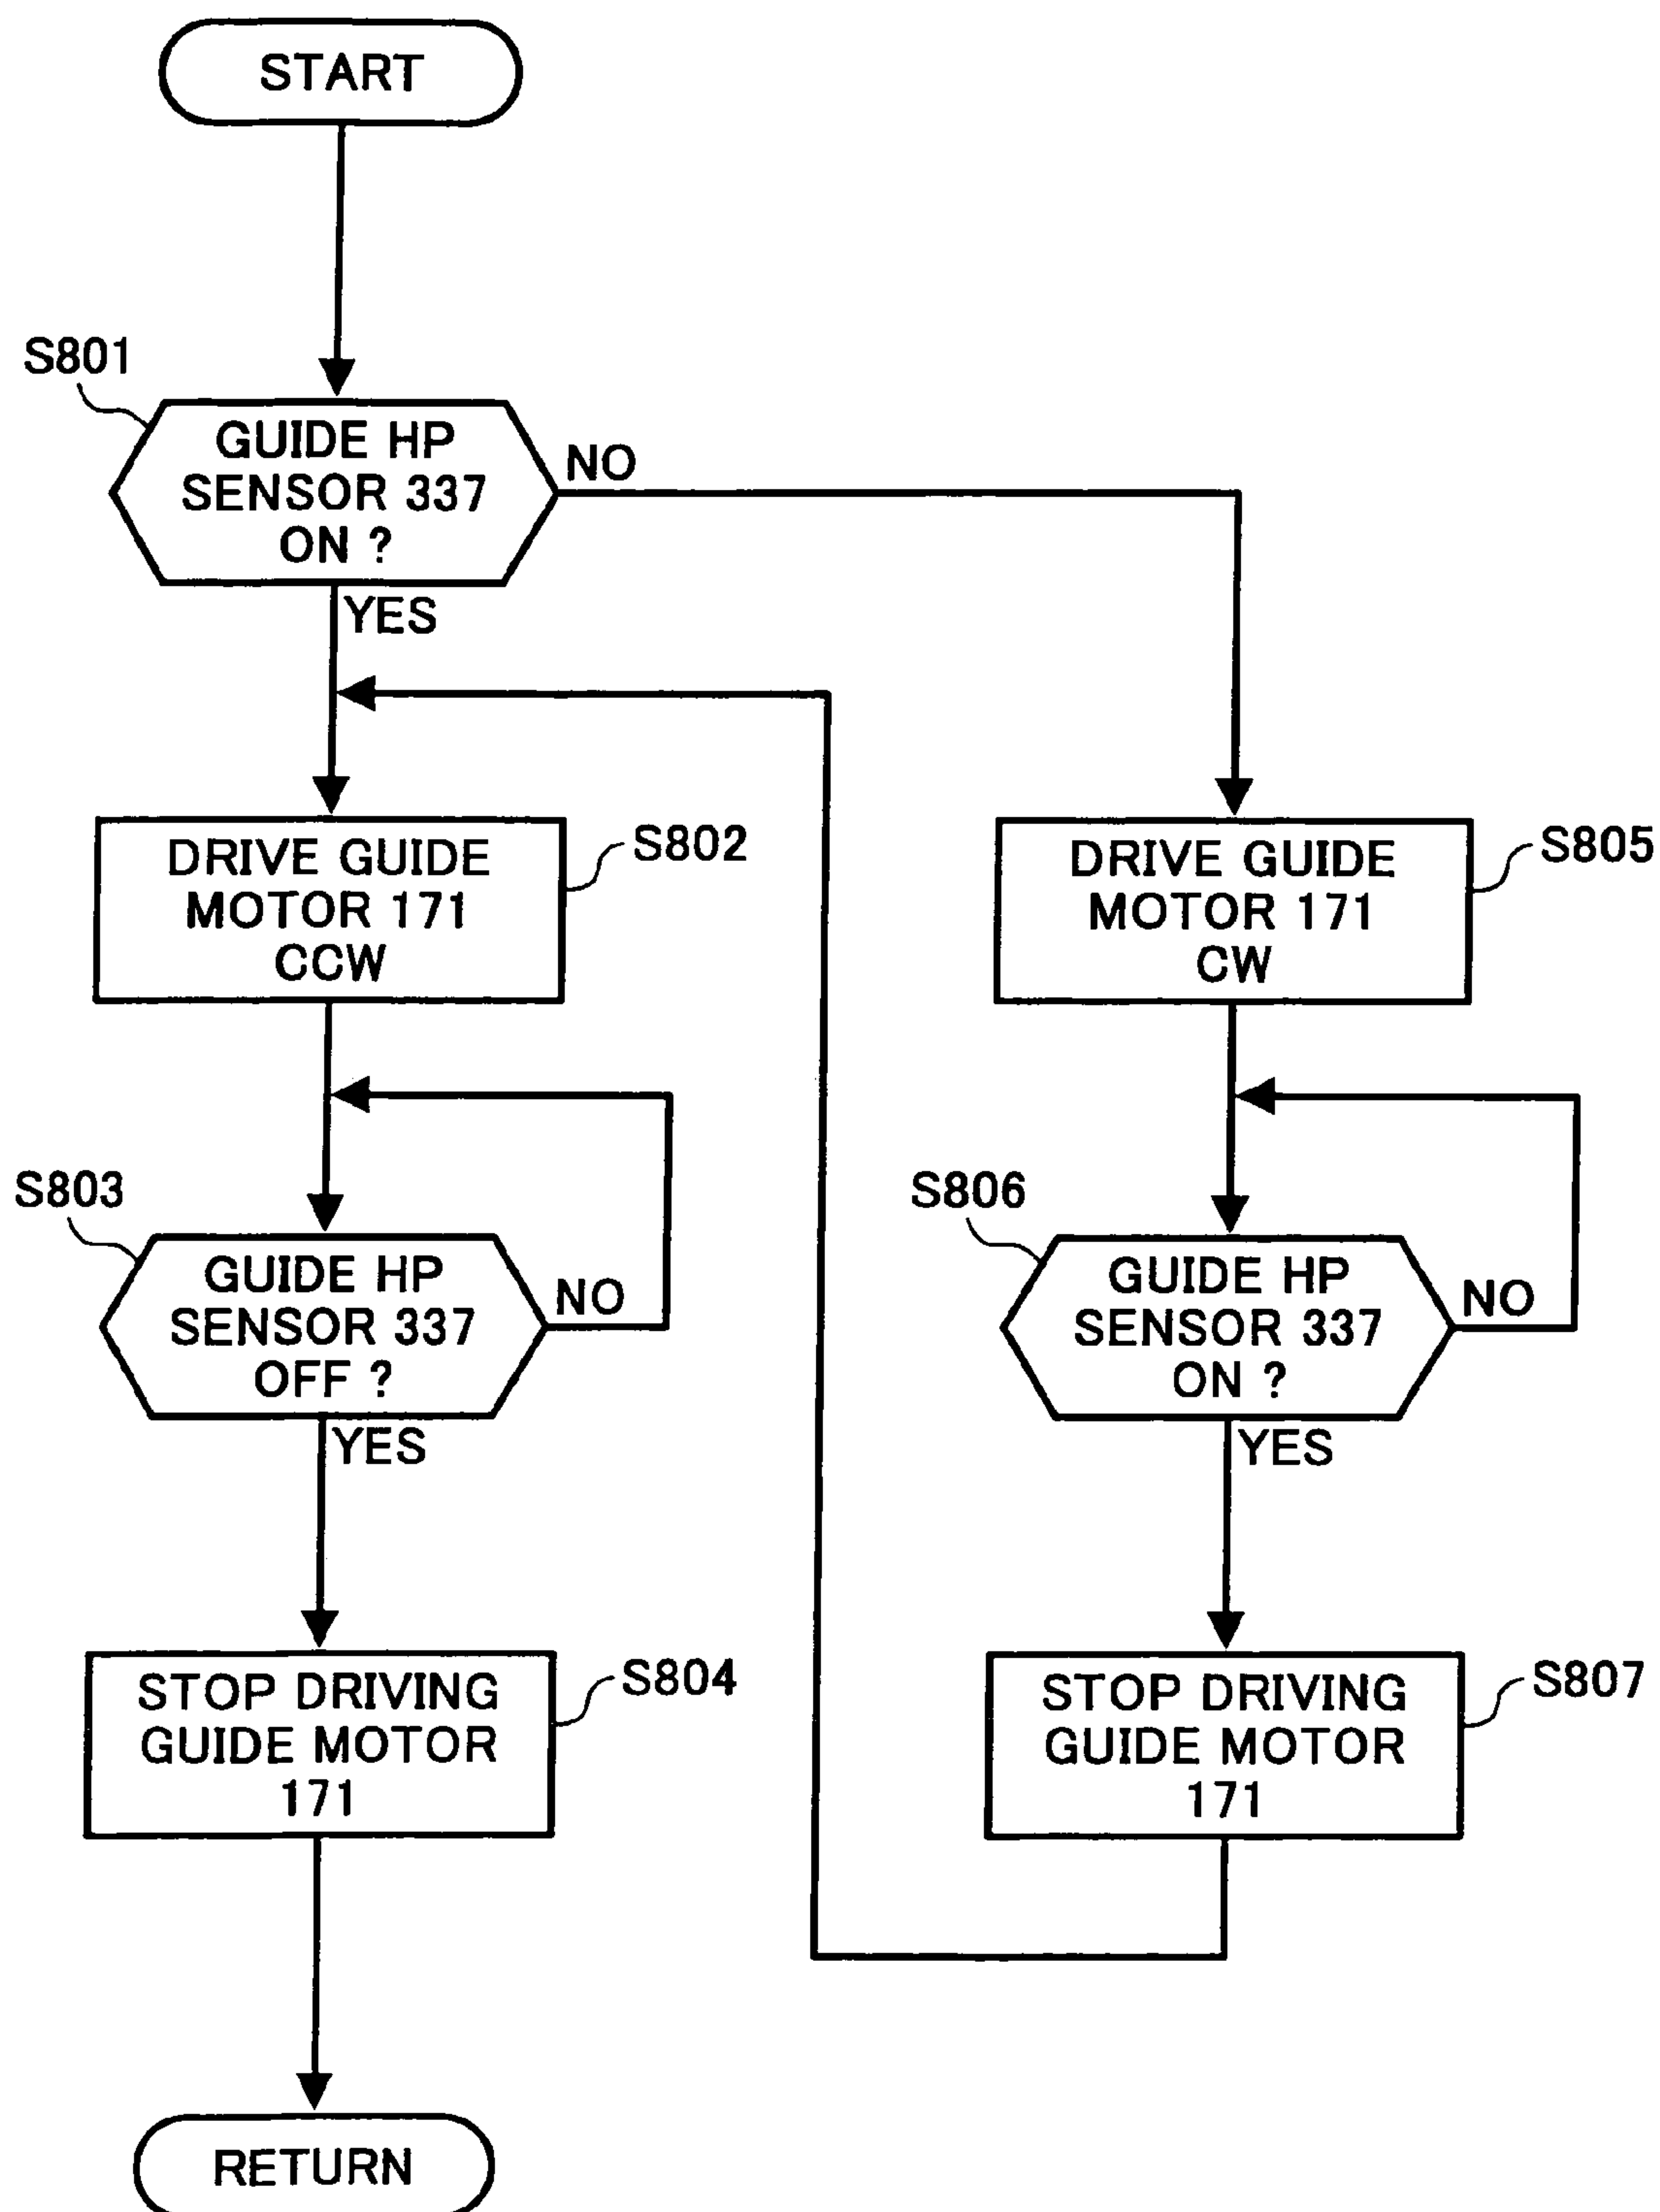 START
S801
GUIDE HP
SENSOR 337
ON ?
NO
YES
DRIVE GUIDE
MOTOR 171
CCW
S802
DRIVE GUIDE
MOTOR 171
CW
S805
S803
GUIDE HP
SENSOR 337
OFF ?
NO
YES
S806
GUIDE HP
SENSOR 337
ON ?
NO
YES
STOP DRIVING
GUIDE MOTOR
171
S804
STOP DRIVING
GUIDE MOTOR
171
S807
RETURN